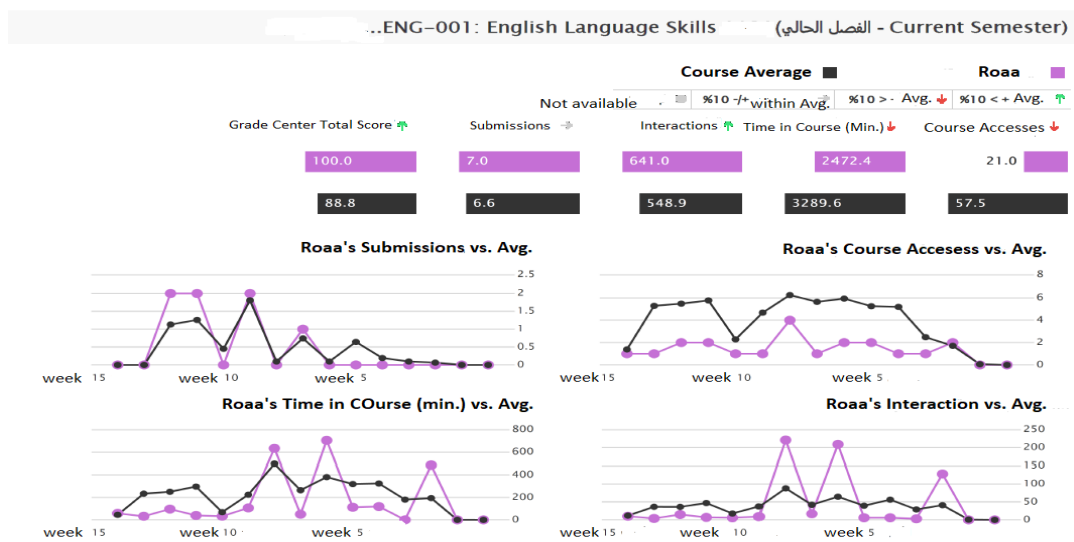 ..ENG-001: English Language Skills (الفصل الحالي - Current Semester)
Course Average Roaa
Not available %10 -/+ within Avg. %10 > - Avg. %10 < + Avg.
Grade Center Total Score Submissions Interactions Time in Course (Min.) Course Accesses
100.0 7.0 641.0 2472.4 21.0
88.8 6.6 548.9 3289.6 57.5
Roaa's Submissions vs. Avg.
2.5
2
1.5
1
0.5
0
week 15 week 10 week 5
Roaa's Course Accesess vs. Avg.
8
6
4
2
0
week 15 week 10 week 5
Roaa's Time in COurse (min.) vs. Avg.
800
600
400
200
0
week 15 week 10 week 5
Roaa's Interaction vs. Avg.
250
200
150
100
50
0
week 15 week 10 week 5